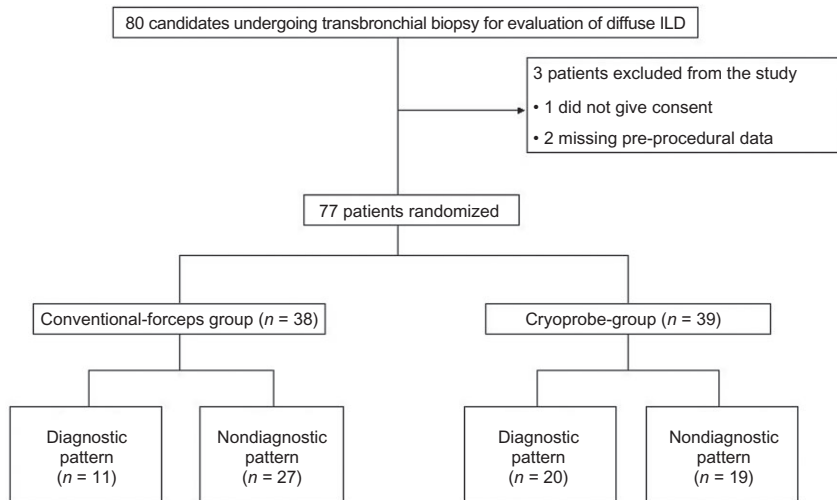 80 candidates undergoing transbronchial biopsy for evaluation of diffuse ILD
3 patients excluded from the study
• 1 did not give consent
• 2 missing pre-procedural data
77 patients randomized
Conventional-forceps group (n = 38)
Cryoprobe-group (n = 39)
Diagnostic
pattern
(n = 11)
Nondiagnostic
pattern
(n = 27)
Diagnostic
pattern
(n = 20)
Nondiagnostic
pattern
(n = 19)